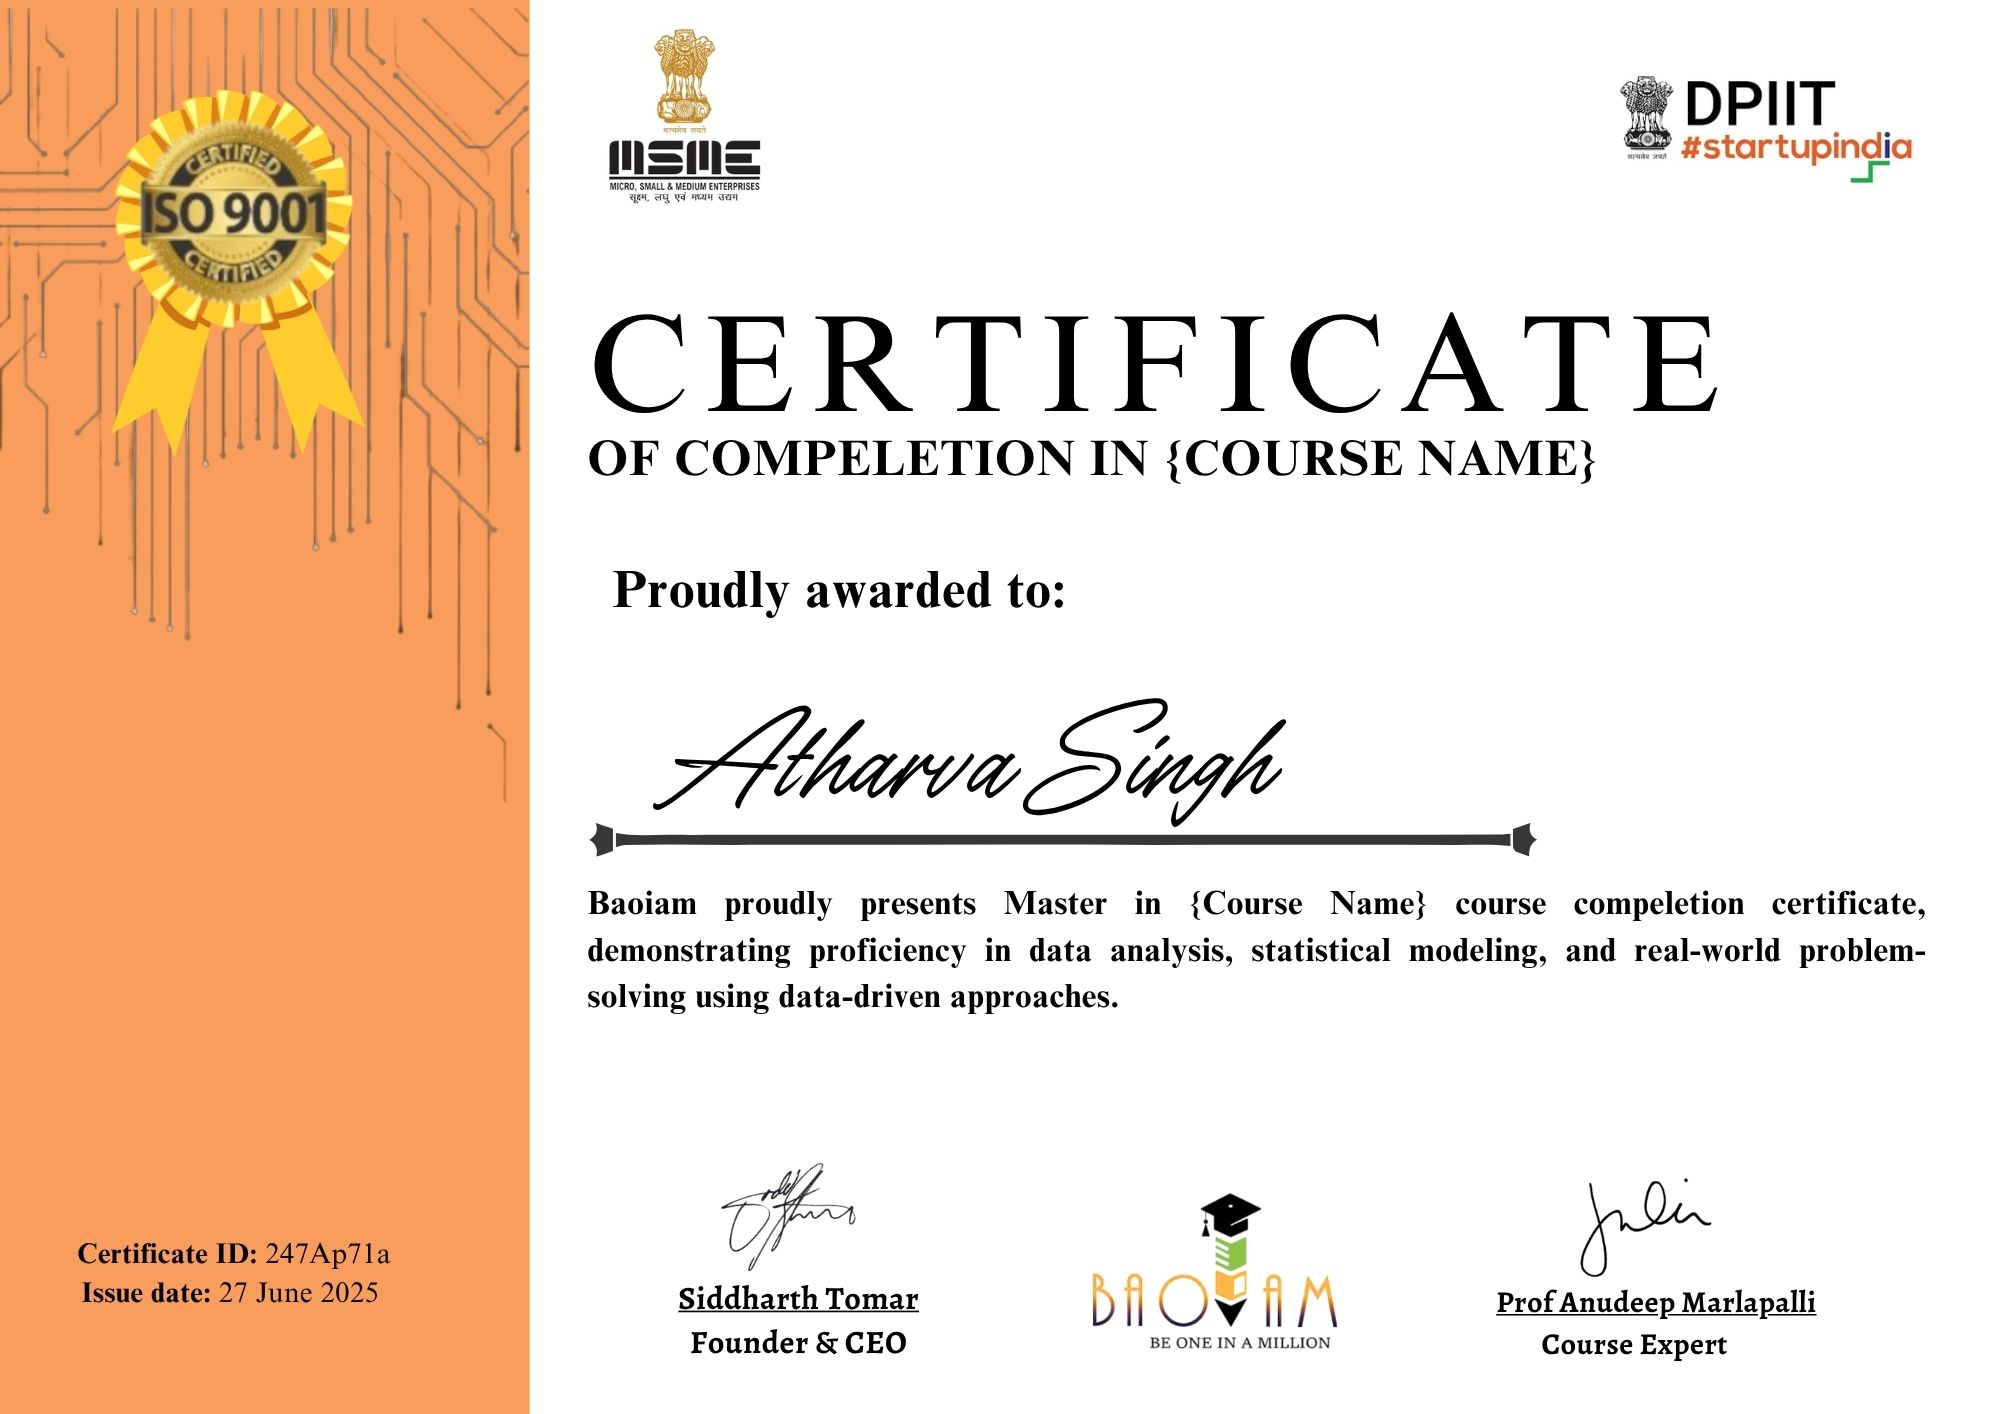 CERTIFIED
ISO 9001
CERTIFIED
सत्यमेव जयते
MSME
MICRO, SMALL & MEDIUM ENTERPRISES
सूक्ष्म, लघु एवं मध्यम उद्यम
सत्यमेव जयते
DPIIT
#startupindia
CERTIFICATE
OF COMPELETION IN {COURSE NAME}
Proudly awarded to:
Atharva Singh
Baoiam proudly presents Master in {Course Name} course compeletion certificate,
demonstrating proficiency in data analysis, statistical modeling, and real-world problem-
solving using data-driven approaches.
Certificate ID: 247Ap71a
Issue date: 27 June 2025
Siddharth Tomar
Founder & CEO
BAOIAM
BE ONE IN A MILLION
Prof Anudeep Marlapalli
Course Expert